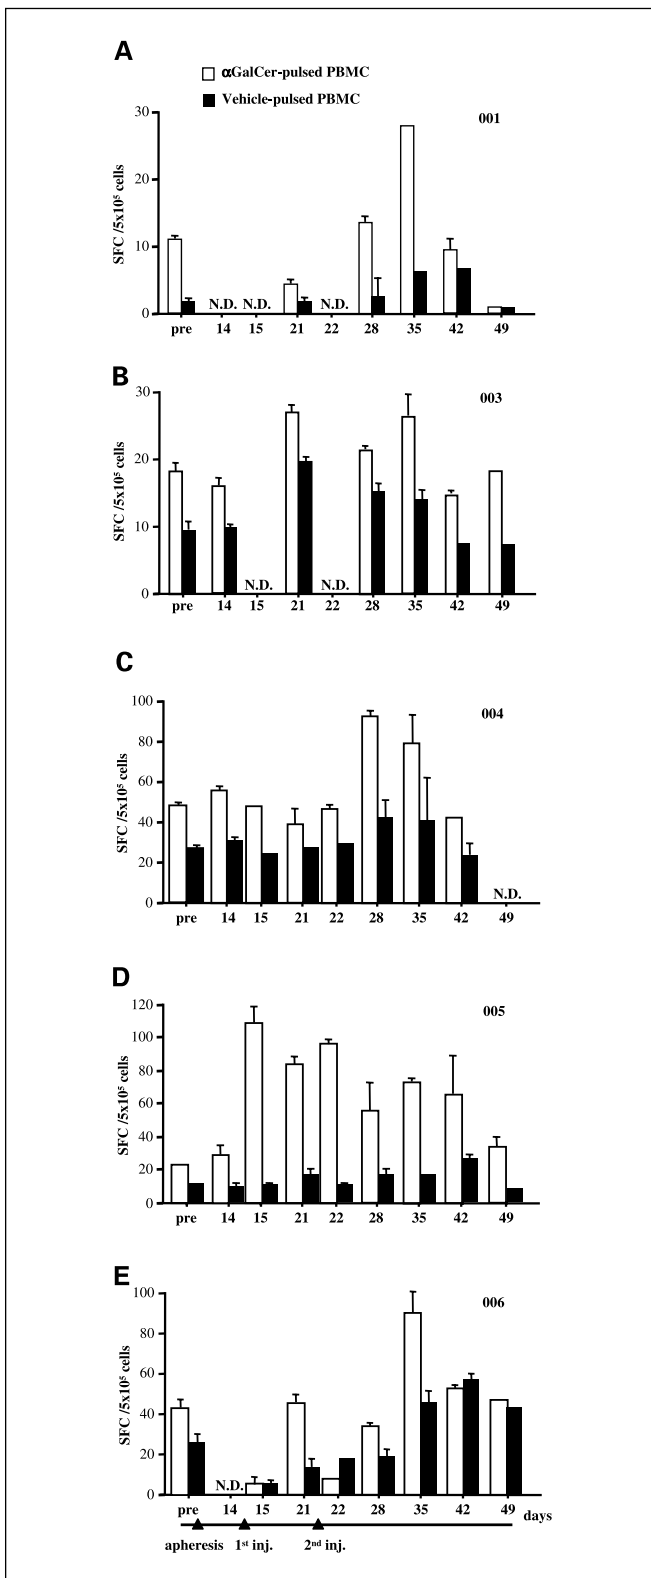 A
αGalCer-pulsed PBMC
Vehicle-pulsed PBMC
001
SFC /5x10⁵ cells
30
20
10
0
N.D. N.D. N.D.
pre 14 15 21 22 28 35 42 49
B
003
SFC /5x10⁵ cells
30
20
10
0
N.D. N.D.
pre 14 15 21 22 28 35 42 49
C
004
SFC /5x10⁵ cells
100
80
60
40
20
0
N.D.
pre 14 15 21 22 28 35 42 49
D
005
SFC /5x10⁵ cells
120
100
80
60
40
20
0
pre 14 15 21 22 28 35 42 49
E
006
SFC /5x10⁵ cells
100
80
60
40
20
0
N.D.
pre 14 15 21 22 28 35 42 49
days
apheresis 1st inj. 2nd inj.